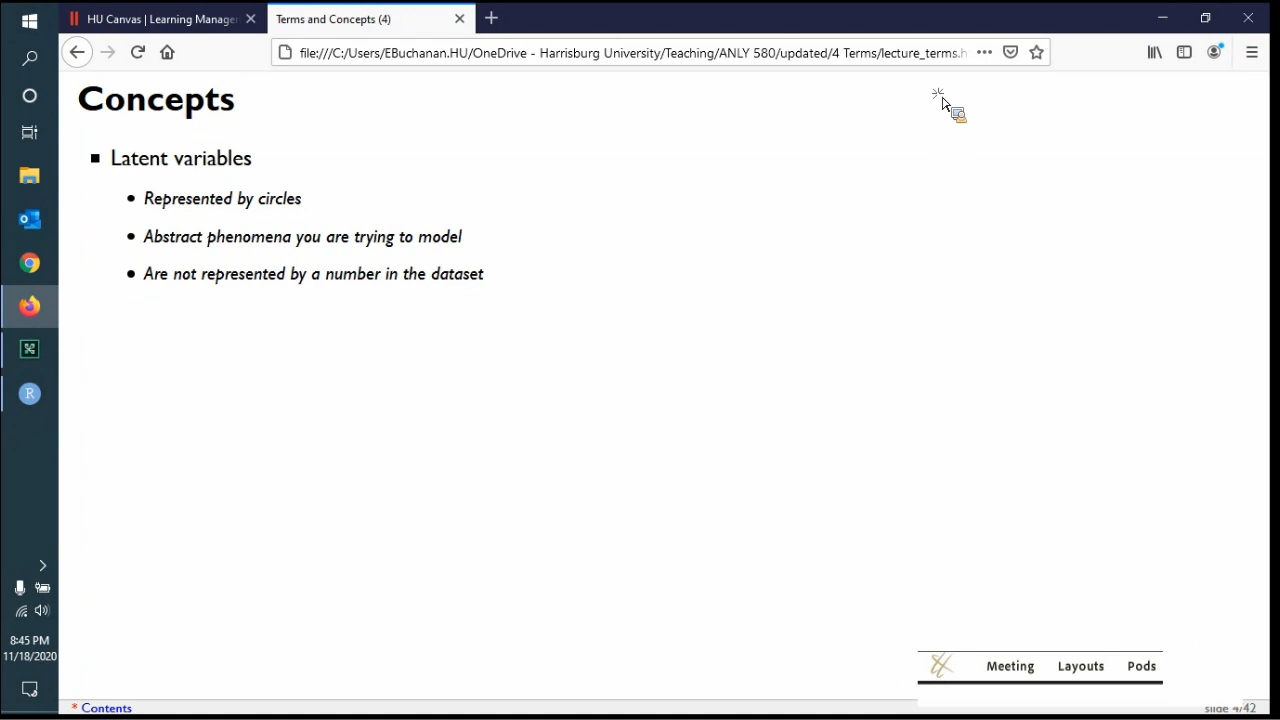 HU Canvas | Learning Manage
Terms and Concepts (4)
file:///C:/Users/EBuchanan.HU/OneDrive - Harrisburg University/Teaching/ANLY 580/updated/4 Terms/lecture_terms.h
Concepts
Latent variables
Represented by circles
Abstract phenomena you are trying to model
Are not represented by a number in the dataset
R
8:45 PM
11/18/2020
Meeting Layouts Pods
* Contents
slide 4/42